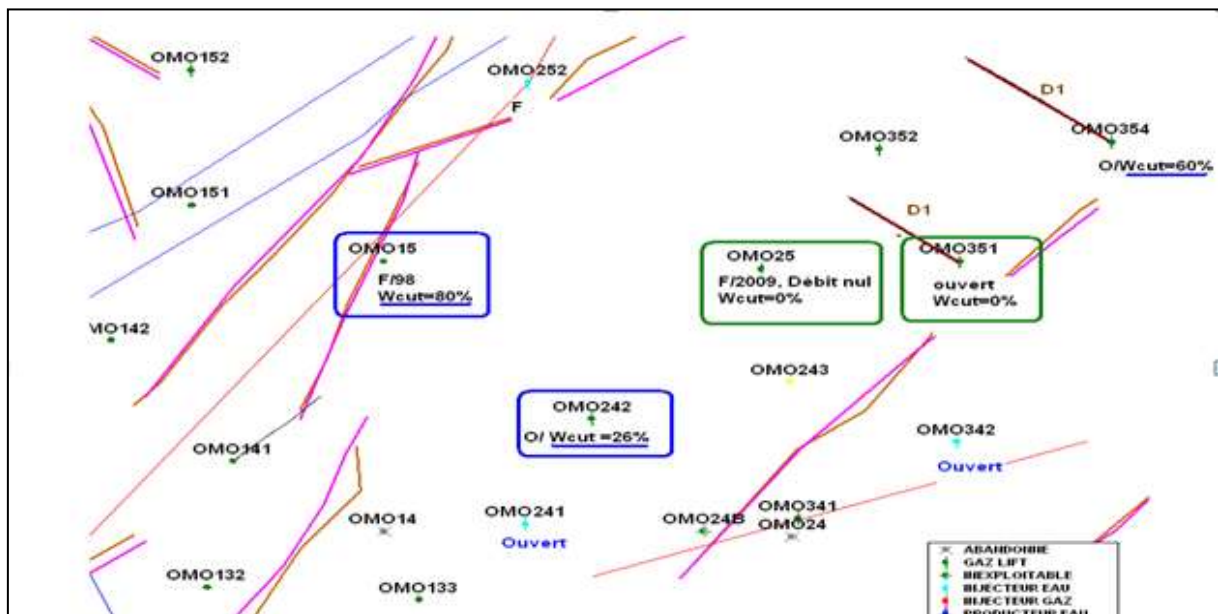 OMO152
OMO252
F
D1
OMO354
OMO352
O/Wcut=60%
OMO151
D1
OMO15
F/98
Wcut=80%
OMO25
F/2009, Débit nul
Wcut=0%
OMO351
ouvert
Wcut=0%
MO142
OMO243
OMO242
O/ Wcut =26%
OMO141
OMO342
Ouvert
OMO14
OMO241
Ouvert
OMO24B
OMO341
OMO24
OMO132
OMO133
ABANDONNE
GAZ LIFT
INEXPLOITABLE
INJECTEUR EAU
INJECTEUR GAZ
PRODUCTEUR EAU